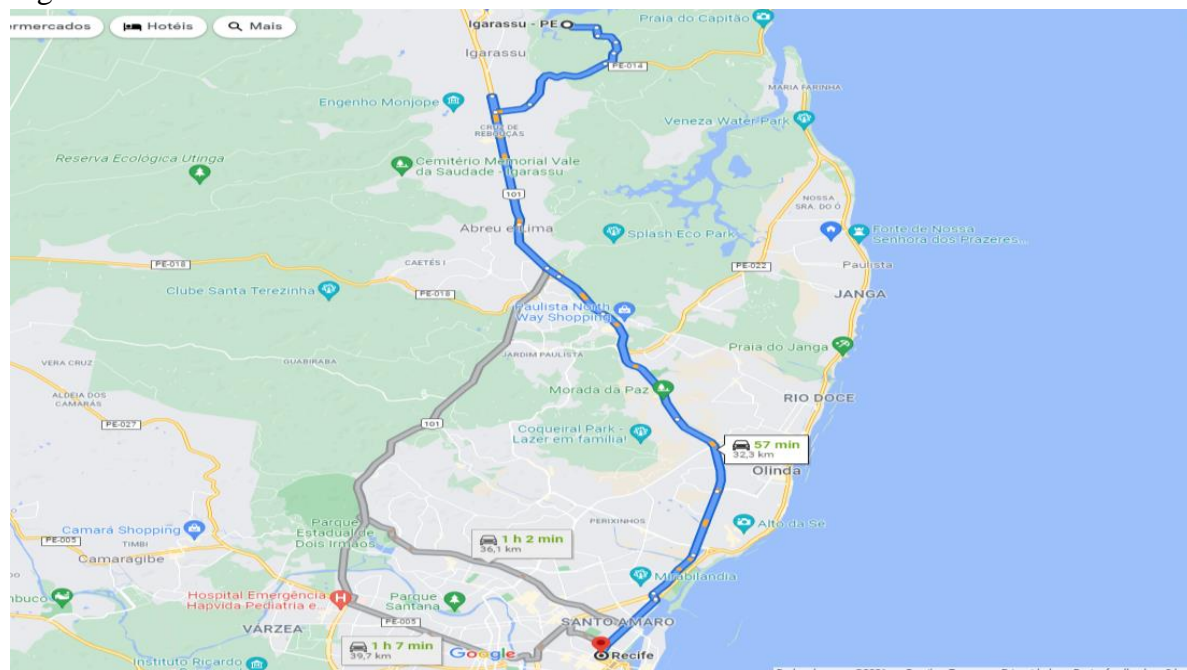 ermercados
Hotéis
Mais
Igarassu - PE
Praia do Capitão
Igarassu
PE-014
MARIA FARINHA
Engenho Monjope
Veneza Water Park
CRUZ DE
REBOUÇAS
Reserva Ecológica Utinga
Cemitério Memorial Vale
da Saudade - Igarassu
101
NOSSA
SRA. DO Ó
Abreu e Lima
Splash Eco Park
Forte de Nossa
Senhora dos Prazeres...
CAETÉS I
PE-018
PE-022
Paulista
Clube Santa Terezinha
PE-018
JANGA
Paulista North
Way Shopping
VERA CRUZ
GUABIRABA
JARDIM PAULISTA
Praia do Janga
ALDEIA DOS
CAMARÁS
Morada da Paz
RIO DOCE
PE-027
101
Coqueiral Park -
Lazer em família!
57 min
32,3 km
Olinda
Camará Shopping
Parque
Estadual de
Dois Irmãos
PEIXINHOS
Alto da Sé
PE-005
TIMBI
1 h 2 min
36,1 km
Camaragibe
Mirabilandia
Hospital Emergência
Hapvida Pediatria e...
Parque
Santana
PE-005
SANTO AMARO
VÁRZEA
1 h 7 min
39,7 km
Google
Recife
Instituto Ricardo